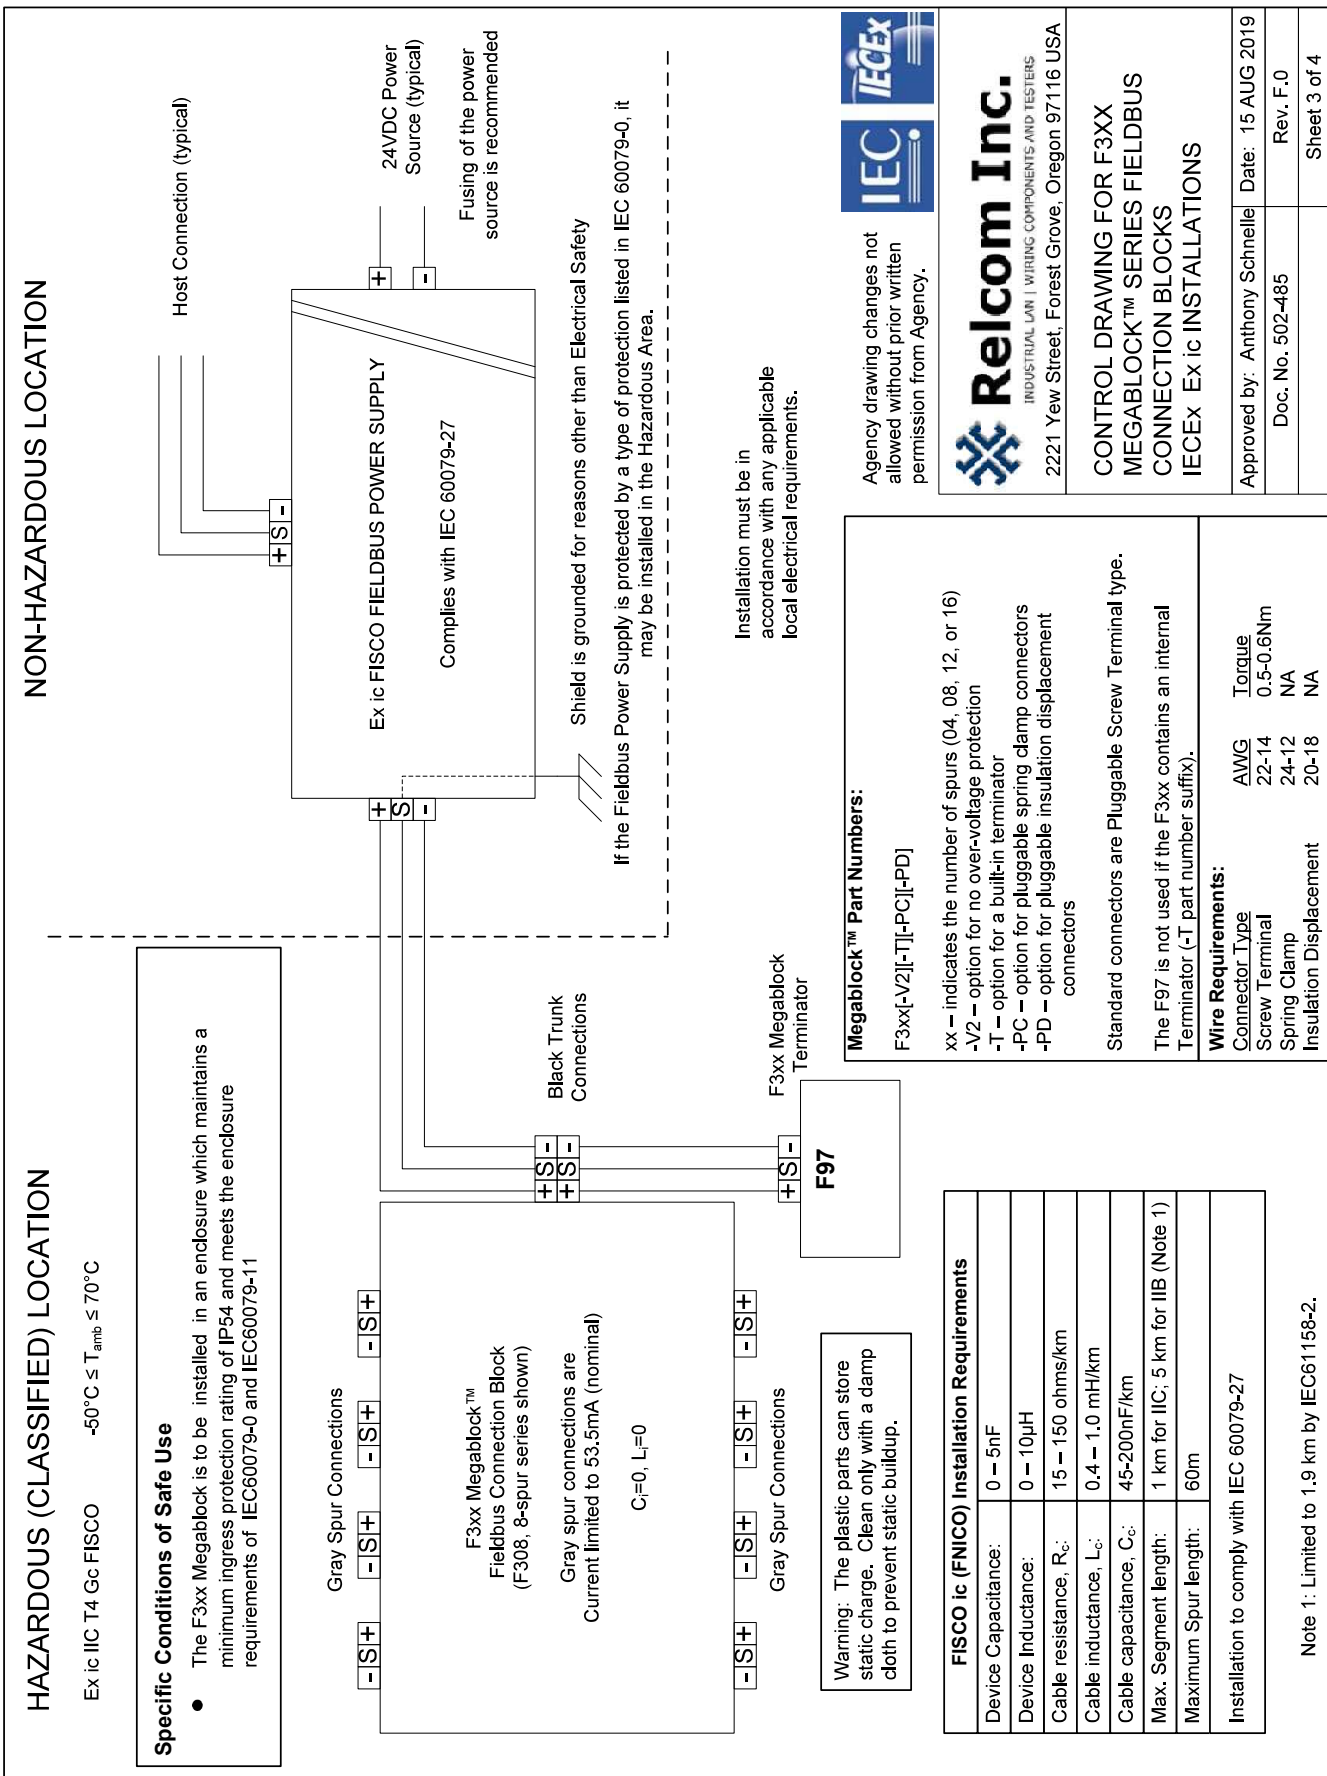 HAZARDOUS (CLASSIFIED) LOCATION
NON-HAZARDOUS LOCATION
Ex ic IIC T4 Gc FISCO -50°C ≤ Tamb ≤ 70°C
Specific Conditions of Safe Use
● The F3xx Megablock is to be installed in an enclosure which maintains a
minimum ingress protection rating of IP54 and meets the enclosure
requirements of IEC60079-0 and IEC60079-11
Host Connection (typical)
+ S -
Ex ic FISCO FIELDBUS POWER SUPPLY
Complies with IEC 60079-27
+
S
-
+
-
24VDC Power
Source (typical)
Fusing of the power
source is recommended
Shield is grounded for reasons other than Electrical Safety
If the Fieldbus Power Supply is protected by a type of protection listed in IEC 60079-0, it
may be installed in the Hazardous Area.
Gray Spur Connections
- S + - S + - S + - S +
F3xx Megablock™
Fieldbus Connection Block
(F308, 8-spur series shown)
Gray spur connections are
Current limited to 53.5mA (nominal)
Ci=0, Li=0
- S + - S + - S + - S +
Gray Spur Connections
+ S -
+ S -
Black Trunk
Connections
+ S -
F97
F3xx Megablock
Terminator
Installation must be in
accordance with any applicable
local electrical requirements.
Warning: The plastic parts can store
static charge. Clean only with a damp
cloth to prevent static buildup.
FISCO ic (FNICO) Installation Requirements
Device Capacitance: 0 – 5nF
Device Inductance: 0 – 10µH
Cable resistance, Rc: 15 – 150 ohms/km
Cable inductance, Lc: 0.4 – 1.0 mH/km
Cable capacitance, Cc: 45-200nF/km
Max. Segment length: 1 km for IIC; 5 km for IIB (Note 1)
Maximum Spur length: 60m
Installation to comply with IEC 60079-27
Note 1: Limited to 1.9 km by IEC61158-2.
Megablock™ Part Numbers:
F3xx[-V2][-T][-PC][-PD]
xx – indicates the number of spurs (04, 08, 12, or 16)
-V2 – option for no over-voltage protection
-T – option for a built-in terminator
-PC – option for pluggable spring clamp connectors
-PD – option for pluggable insulation displacement
connectors
Standard connectors are Pluggable Screw Terminal type.
The F97 is not used if the F3xx contains an internal
Terminator (-T part number suffix).
Wire Requirements:
Connector Type AWG Torque
Screw Terminal 22-14 0.5-0.6Nm
Spring Clamp 24-12 NA
Insulation Displacement 20-18 NA
Agency drawing changes not
allowed without prior written
permission from Agency.
IEC
IECEx
Relcom Inc.
INDUSTRIAL LAN | WIRING COMPONENTS AND TESTERS
2221 Yew Street, Forest Grove, Oregon 97116 USA
CONTROL DRAWING FOR F3XX
MEGABLOCK™ SERIES FIELDBUS
CONNECTION BLOCKS
IECEx Ex ic INSTALLATIONS
Approved by: Anthony Schnelle Date: 15 AUG 2019
Doc. No. 502-485 Rev. F.0
Sheet 3 of 4